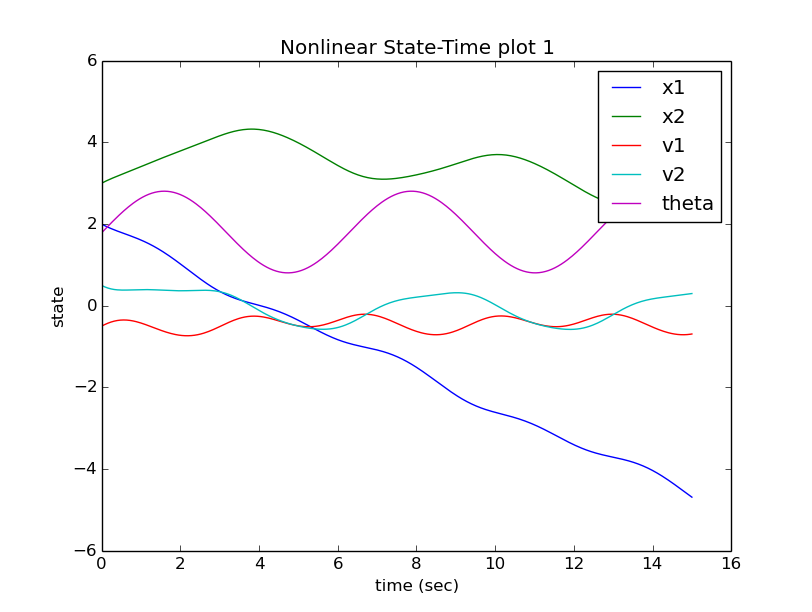 Nonlinear State-Time plot 1
6
4
2
0
−2
−4
−6
state
0 2 4 6 8 10 12 14 16
time (sec)
x1
x2
v1
v2
theta